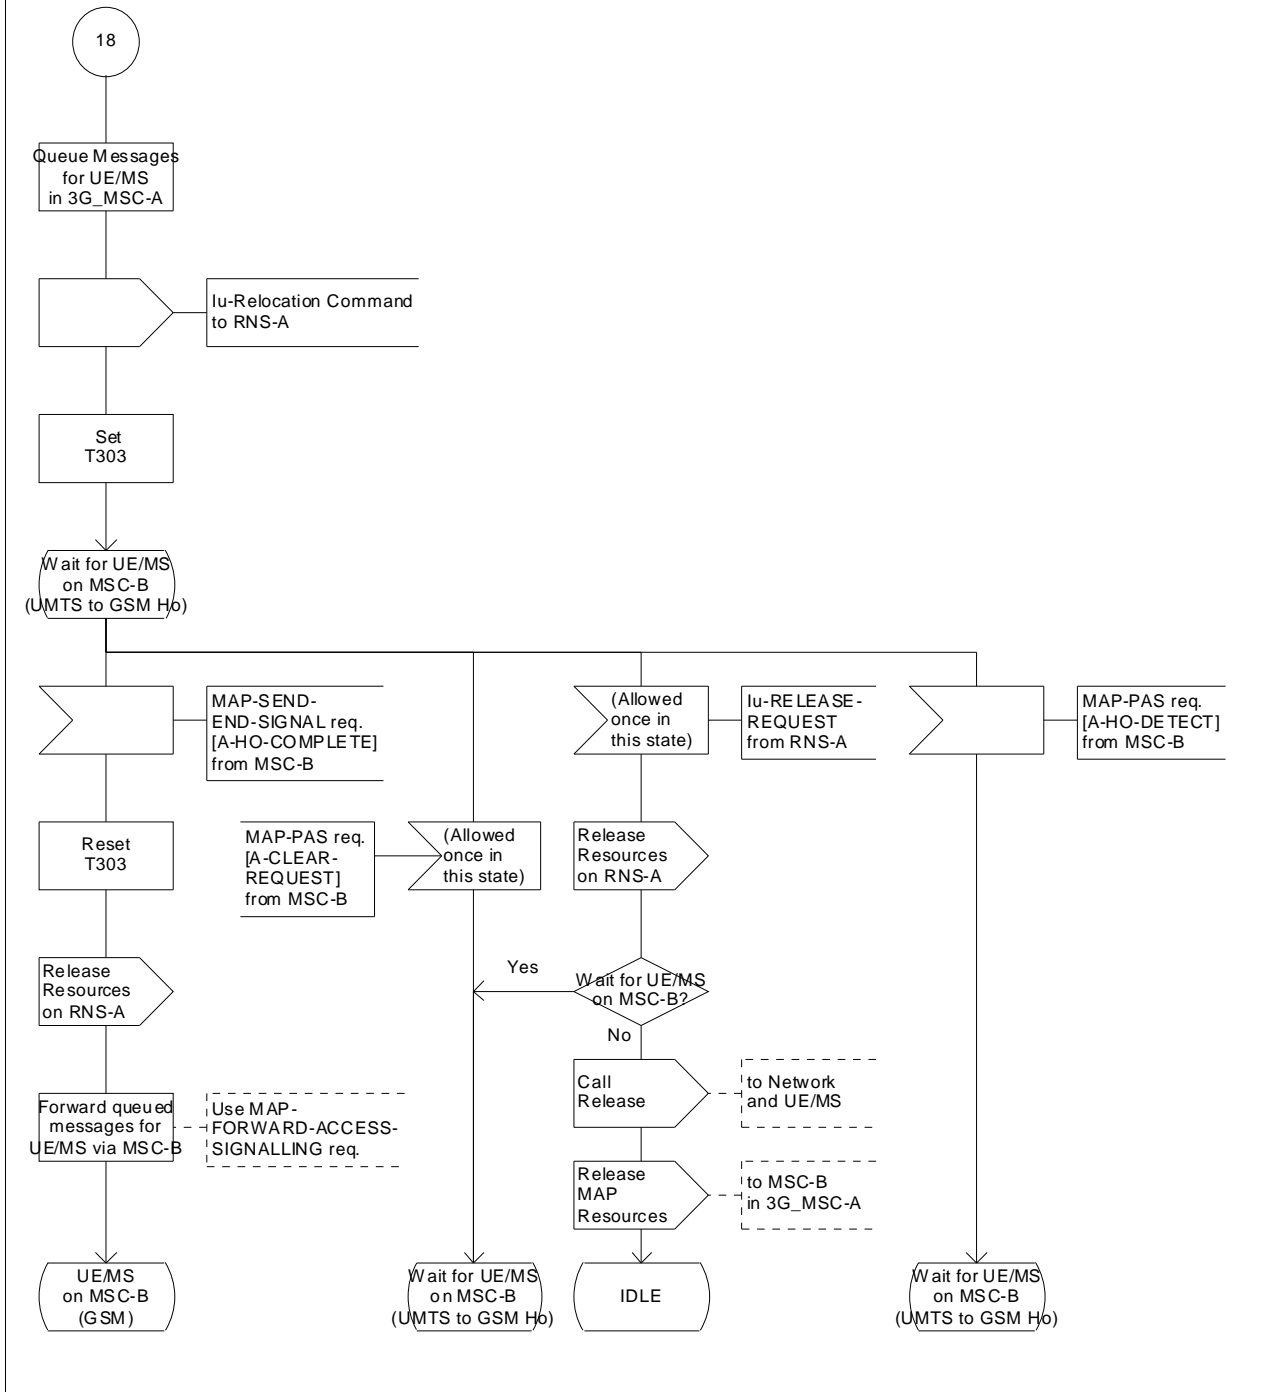 18
Queue Messages
for UE/MS
in 3G_MSC-A
Iu-Relocation Command
to RNS-A
Set
T303
Wait for UE/MS
on MSC-B
(UMTS to GSM Ho)
MAP-SEND-
END-SIGNAL req.
[A-HO-COMPLETE]
from MSC-B
(Allowed
once in
this state)
Iu-RELEASE-
REQUEST
from RNS-A
MAP-PAS req.
[A-HO-DETECT]
from MSC-B
Reset
T303
MAP-PAS req.
[A-CLEAR-
REQUEST]
from MSC-B
(Allowed
once in
this state)
Release
Resources
on RNS-A
Release
Resources
on RNS-A
Yes
Wait for UE/MS
on MSC-B?
No
Forward queued
messages for
UE/MS via MSC-B
Use MAP-
FORWARD-ACCESS-
SIGNALLING req.
Call
Release
to Network
and UE/MS
Release
MAP
Resources
to MSC-B
in 3G_MSC-A
UE/MS
on MSC-B
(GSM)
Wait for UE/MS
on MSC-B
(UMTS to GSM Ho)
IDLE
Wait for UE/MS
on MSC-B
(UMTS to GSM Ho)